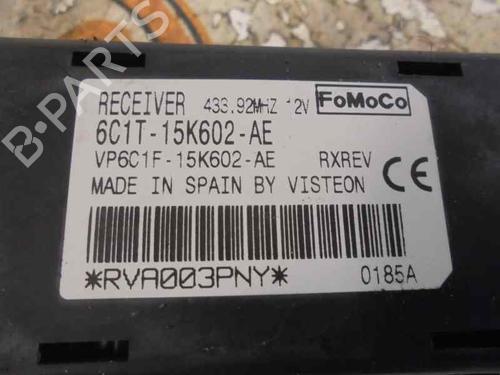 RECEIVER 433.92MHZ 12V FoMoCo
6C1T-15K602-AE
VP6C1F-15K602-AE RXREV
MADE IN SPAIN BY VISTEON CE
*RVA003PNY* 0185A
B-PARTS